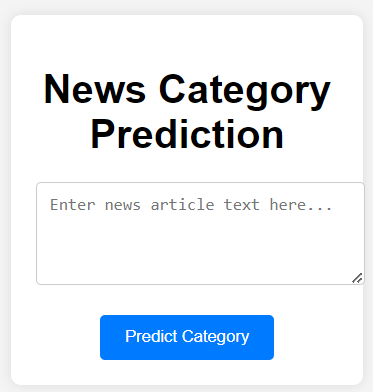 News Category
Prediction
Enter news article text here...
Predict Category